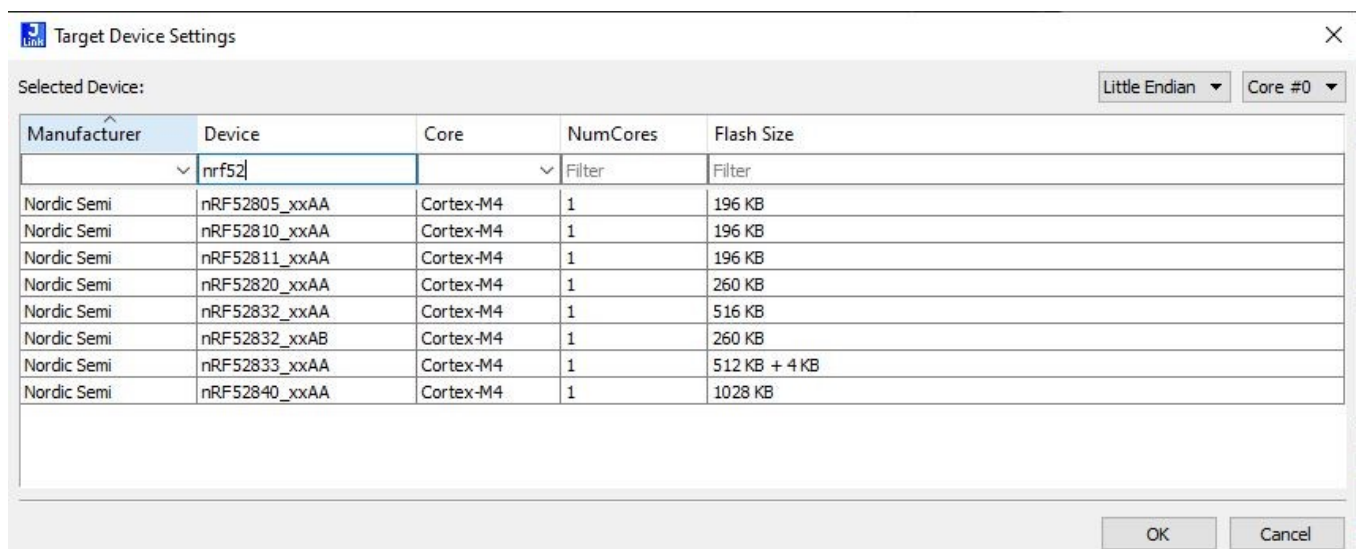 J Link Target Device Settings
Selected Device: Little Endian Core #0
Manufacturer Device Core NumCores Flash Size
nrf52 Filter Filter
Nordic Semi nRF52805_xxAA Cortex-M4 1 196 KB
Nordic Semi nRF52810_xxAA Cortex-M4 1 196 KB
Nordic Semi nRF52811_xxAA Cortex-M4 1 196 KB
Nordic Semi nRF52820_xxAA Cortex-M4 1 260 KB
Nordic Semi nRF52832_xxAA Cortex-M4 1 516 KB
Nordic Semi nRF52832_xxAB Cortex-M4 1 260 KB
Nordic Semi nRF52833_xxAA Cortex-M4 1 512 KB + 4 KB
Nordic Semi nRF52840_xxAA Cortex-M4 1 1028 KB
OK Cancel